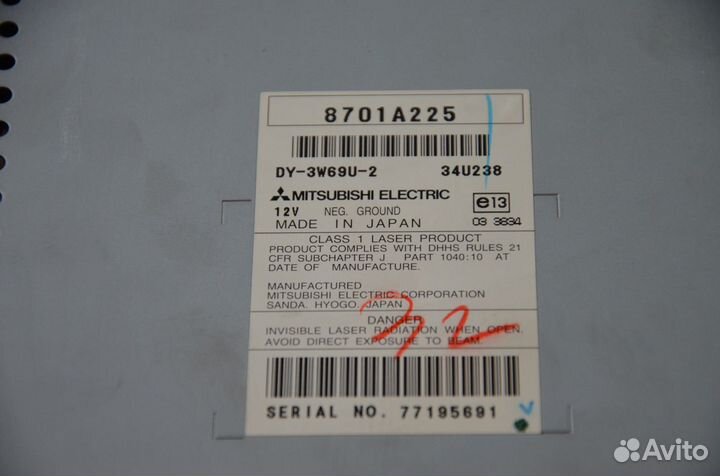 8701A225
DY-3W69U-2 34U238
MITSUBISHI ELECTRIC
12V NEG. GROUND e13
MADE IN JAPAN 03 3834
CLASS 1 LASER PRODUCT
PRODUCT COMPLIES WITH DHHS RULES 21
CFR SUBCHAPTER J PART 1040:10 AT
DATE OF MANUFACTURE.
MANUFACTURED
MITSUBISHI ELECTRIC CORPORATION
SANDA. HYOGO. JAPAN
DANGER
INVISIBLE LASER RADIATION WHEN OPEN.
AVOID DIRECT EXPOSURE TO BEAM.
SERIAL NO. 77195691
Avito